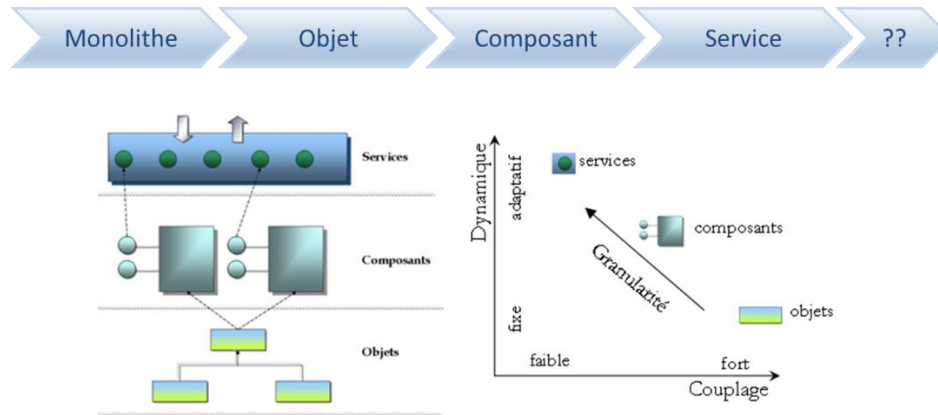 Monolithe
Objet
Composant
Service
??
Services
Composants
Objets
Dynamique
adaptatif
fixe
services
composants
Granularité
objets
faible
fort
Couplage